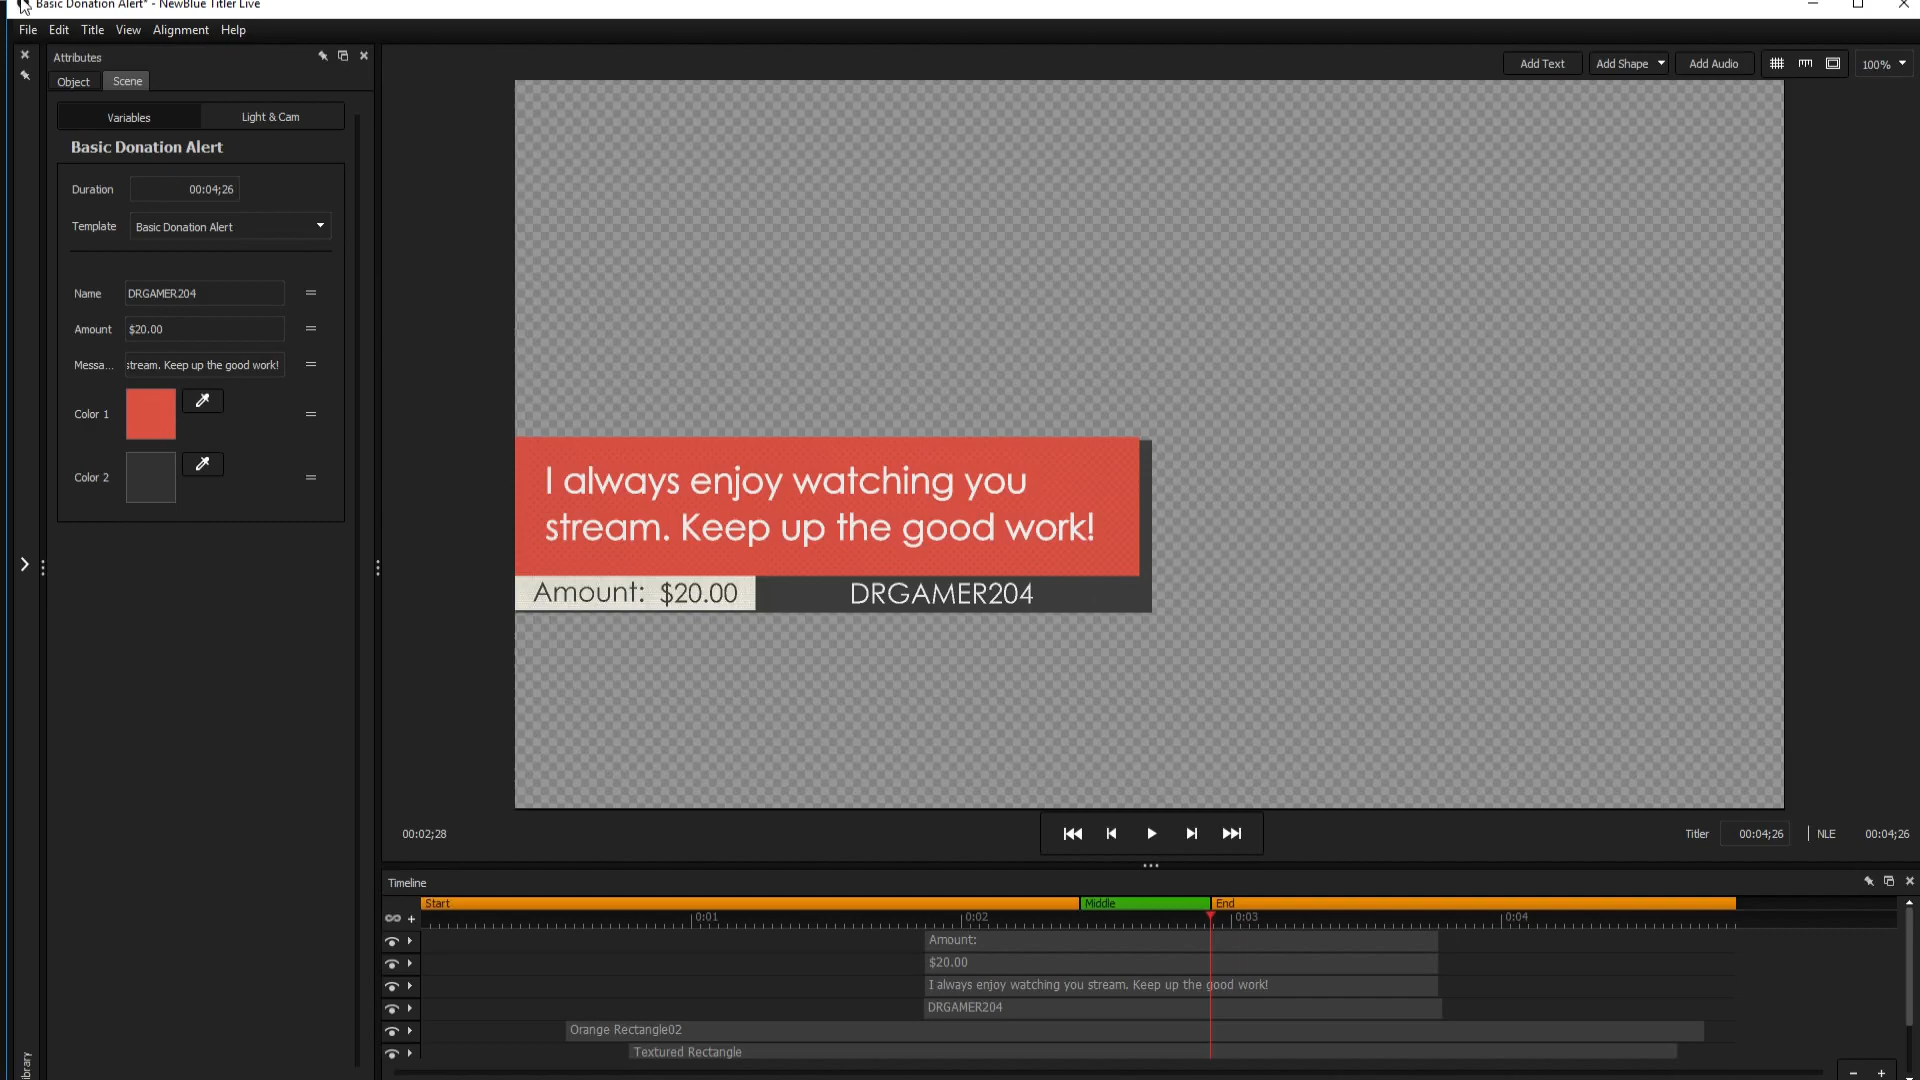 Basic Donation Alert* - NewBlue Titler Live
File Edit Title View Alignment Help
Attributes
Object Scene
Variables Light & Cam
Basic Donation Alert
Duration 00:04;26
Template Basic Donation Alert
Name DRGAMER204
Amount $20.00
Messa... stream. Keep up the good work!
Color 1
Color 2
Add Text Add Shape Add Audio 100%
I always enjoy watching you
stream. Keep up the good work!
Amount: $20.00 DRGAMER204
00:02;28
Titler 00:04;26 NLE 00:04;26
Timeline
Start Middle End
0:01 0:02 0:03 0:04
Amount:
$20.00
I always enjoy watching you stream. Keep up the good work!
DRGAMER204
Orange Rectangle02
Textured Rectangle